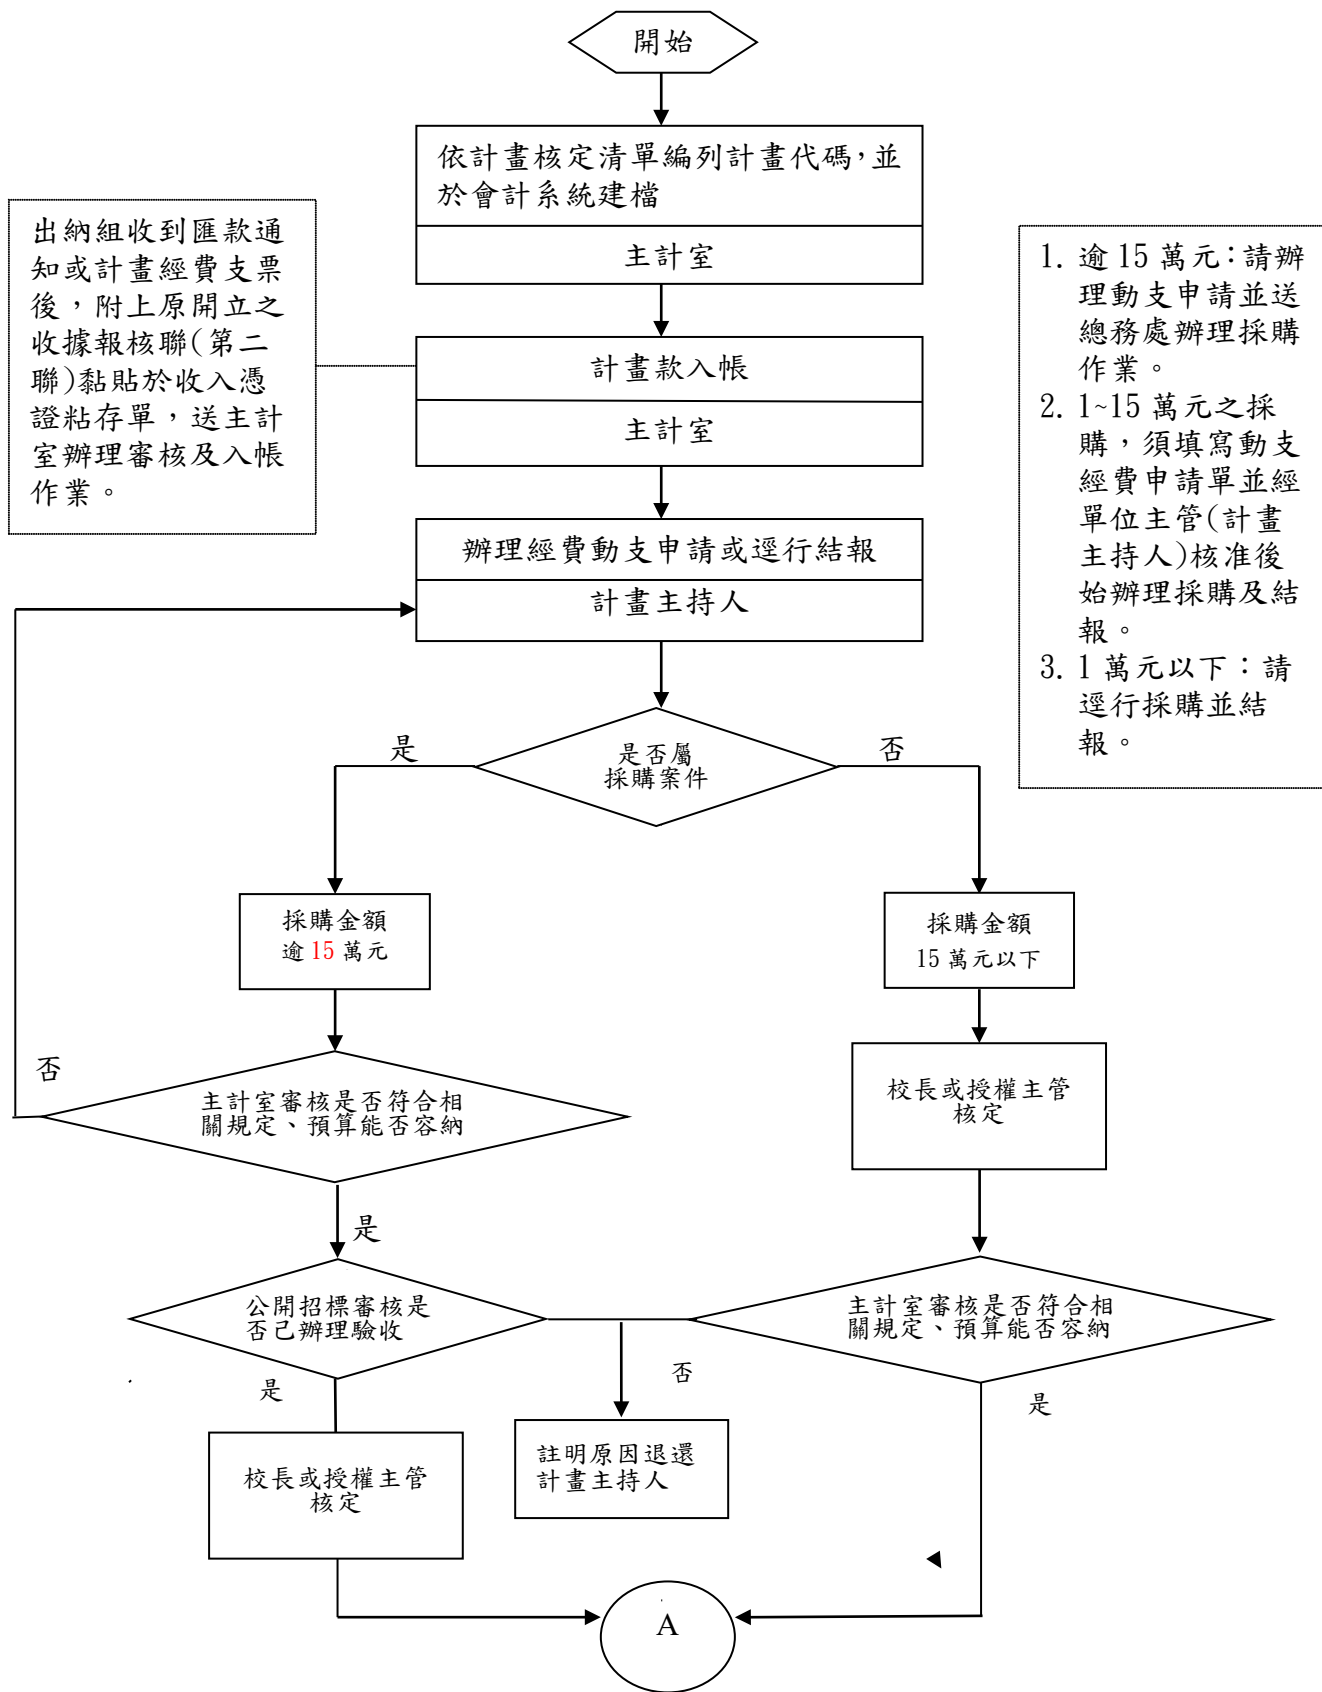 開始
依計畫核定清單編列計畫代碼,並
於會計系統建檔
主計室
出納組收到匯款通
知或計畫經費支票
後，附上原開立之
收據報核聯(第二
聯)黏貼於收入憑
證粘存單，送主計
室辦理審核及入帳
作業。
計畫款入帳
主計室
1. 逾15萬元:請辦
理動支申請並送
總務處辦理採購
作業。
2. 1~15萬元之採
購，須填寫動支
經費申請單並經
單位主管(計畫
主持人)核准後
始辦理採購及結
報。
3. 1萬元以下：請
逕行採購並結
報。
辦理經費動支申請或逕行結報
計畫主持人
是否屬
採購案件
是
否
採購金額
逾15萬元
採購金額
15萬元以下
否
主計室審核是否符合相
關規定、預算能否容納
校長或授權主管
核定
是
公開招標審核是
否已辦理驗收
主計室審核是否符合相
關規定、預算能否容納
是
否
是
校長或授權主管
核定
註明原因退還
計畫主持人
A